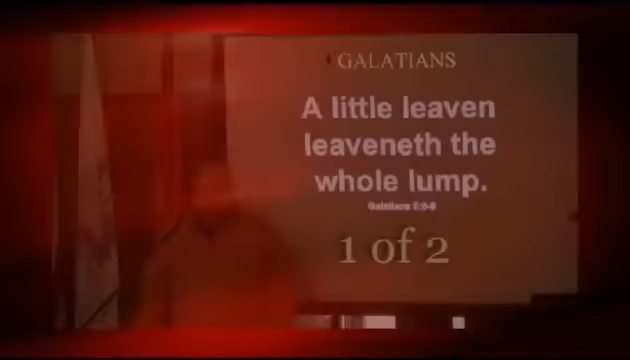 GALATIANS
A little leaven
leaveneth the
whole lump.
1 of 2